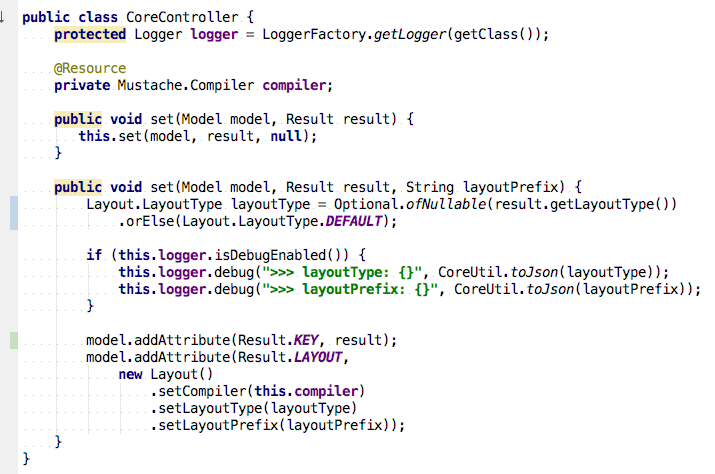 public class CoreController {
    protected Logger logger = LoggerFactory.getLogger(getClass());

    @Resource
    private Mustache.Compiler compiler;

    public void set(Model model, Result result) {
       this.set(model, result, null);
    }

    public void set(Model model, Result result, String layoutPrefix) {
        Layout.LayoutType layoutType = Optional.ofNullable(result.getLayoutType())
            .orElse(Layout.LayoutType.DEFAULT);

        if (this.logger.isDebugEnabled()) {
            this.logger.debug(">>> layoutType: {}", CoreUtil.toJson(layoutType));
            this.logger.debug(">>> layoutPrefix: {}", CoreUtil.toJson(layoutPrefix));
        }

        model.addAttribute(Result.KEY, result);
        model.addAttribute(Result.LAYOUT,
            new Layout()
                .setCompiler(this.compiler)
                .setLayoutType(layoutType)
                .setLayoutPrefix(layoutPrefix));
    }
}